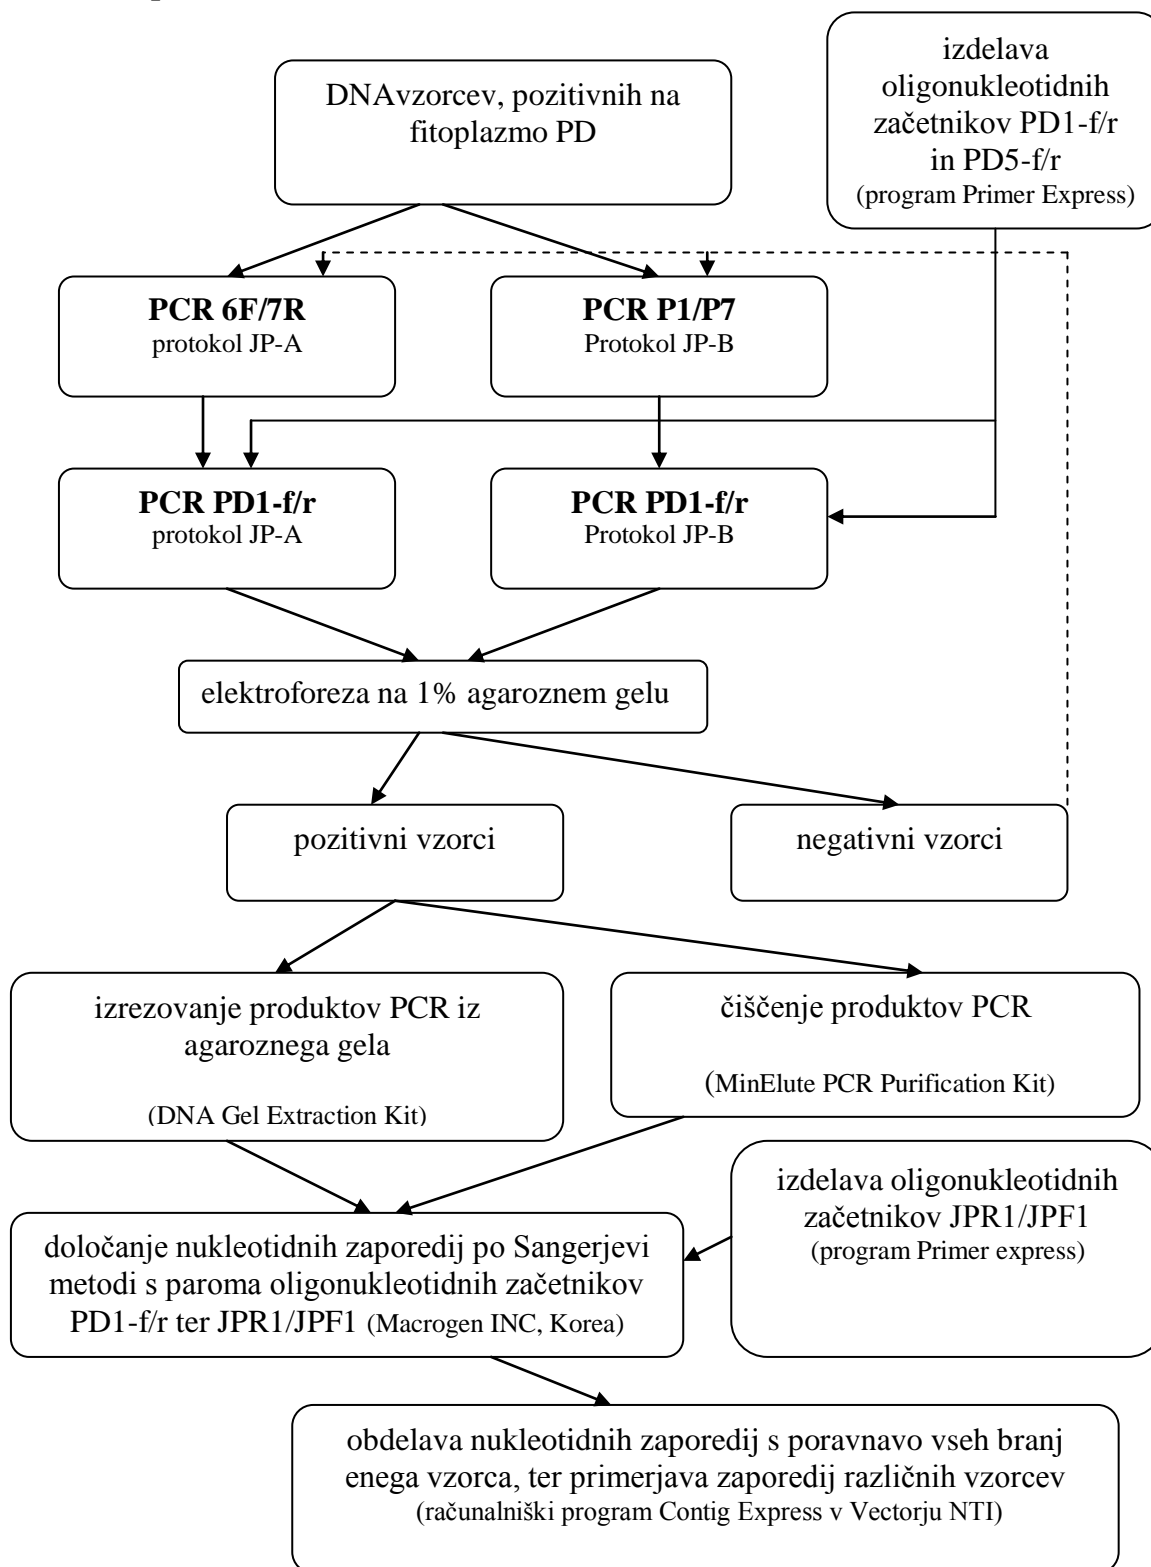 izdelava
oligonukleotidnih
začetnikov PD1-f/r
in PD5-f/r
(program Primer Express)
DNAvzorcev, pozitivnih na
fitoplazmo PD
PCR 6F/7R
protokol JP-A
PCR P1/P7
Protokol JP-B
PCR PD1-f/r
protokol JP-A
PCR PD1-f/r
Protokol JP-B
elektroforeza na 1% agaroznem gelu
pozitivni vzorci
negativni vzorci
izrezovanje produktov PCR iz
agaroznega gela
(DNA Gel Extraction Kit)
čiščenje produktov PCR
(MinElute PCR Purification Kit)
izdelava oligonukleotidnih
začetnikov JPR1/JPF1
(program Primer express)
določanje nukleotidnih zaporedij po Sangerjevi
metodi s paroma oligonukleotidnih začetnikov
PD1-f/r ter JPR1/JPF1 (Macrogen INC, Korea)
obdelava nukleotidnih zaporedij s poravnavo vseh branj
enega vzorca, ter primerjava zaporedij različnih vzorcev
(računalniški program Contig Express v Vectorju NTI)